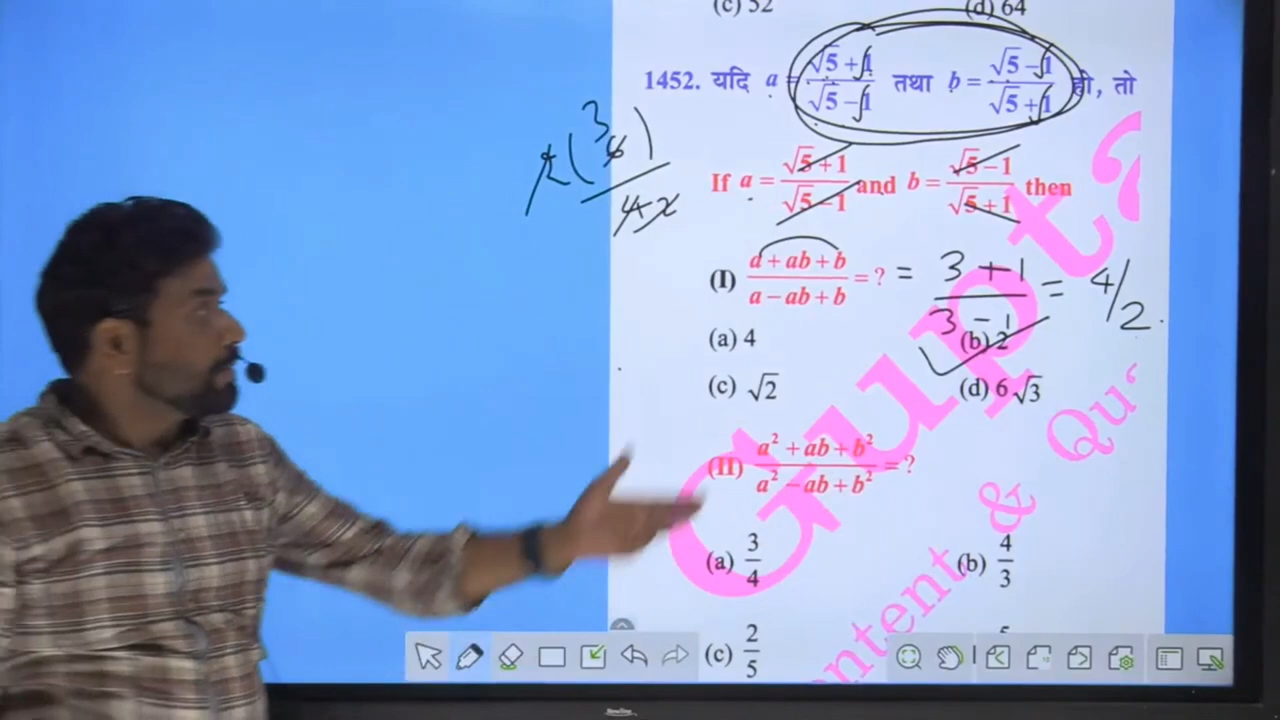 (c) 52 (d) 64
1452. यदि a = √5+1/√5−1 तथा b = √5−1/√5+1 हो, तो
If a = √5+1/√5−1 and b = √5−1/√5+1 then
(I) a+ab+b/a−ab+b = ? = 3+1/3−1 = 4/2
(a) 4 (b) 2
(c) √2 (d) 6√3
(II) a²+ab+b²/a²−ab+b² = ?
(a) 3/4 (b) 4/3
(c) 2/5
Gupta
Qu
&
ntent